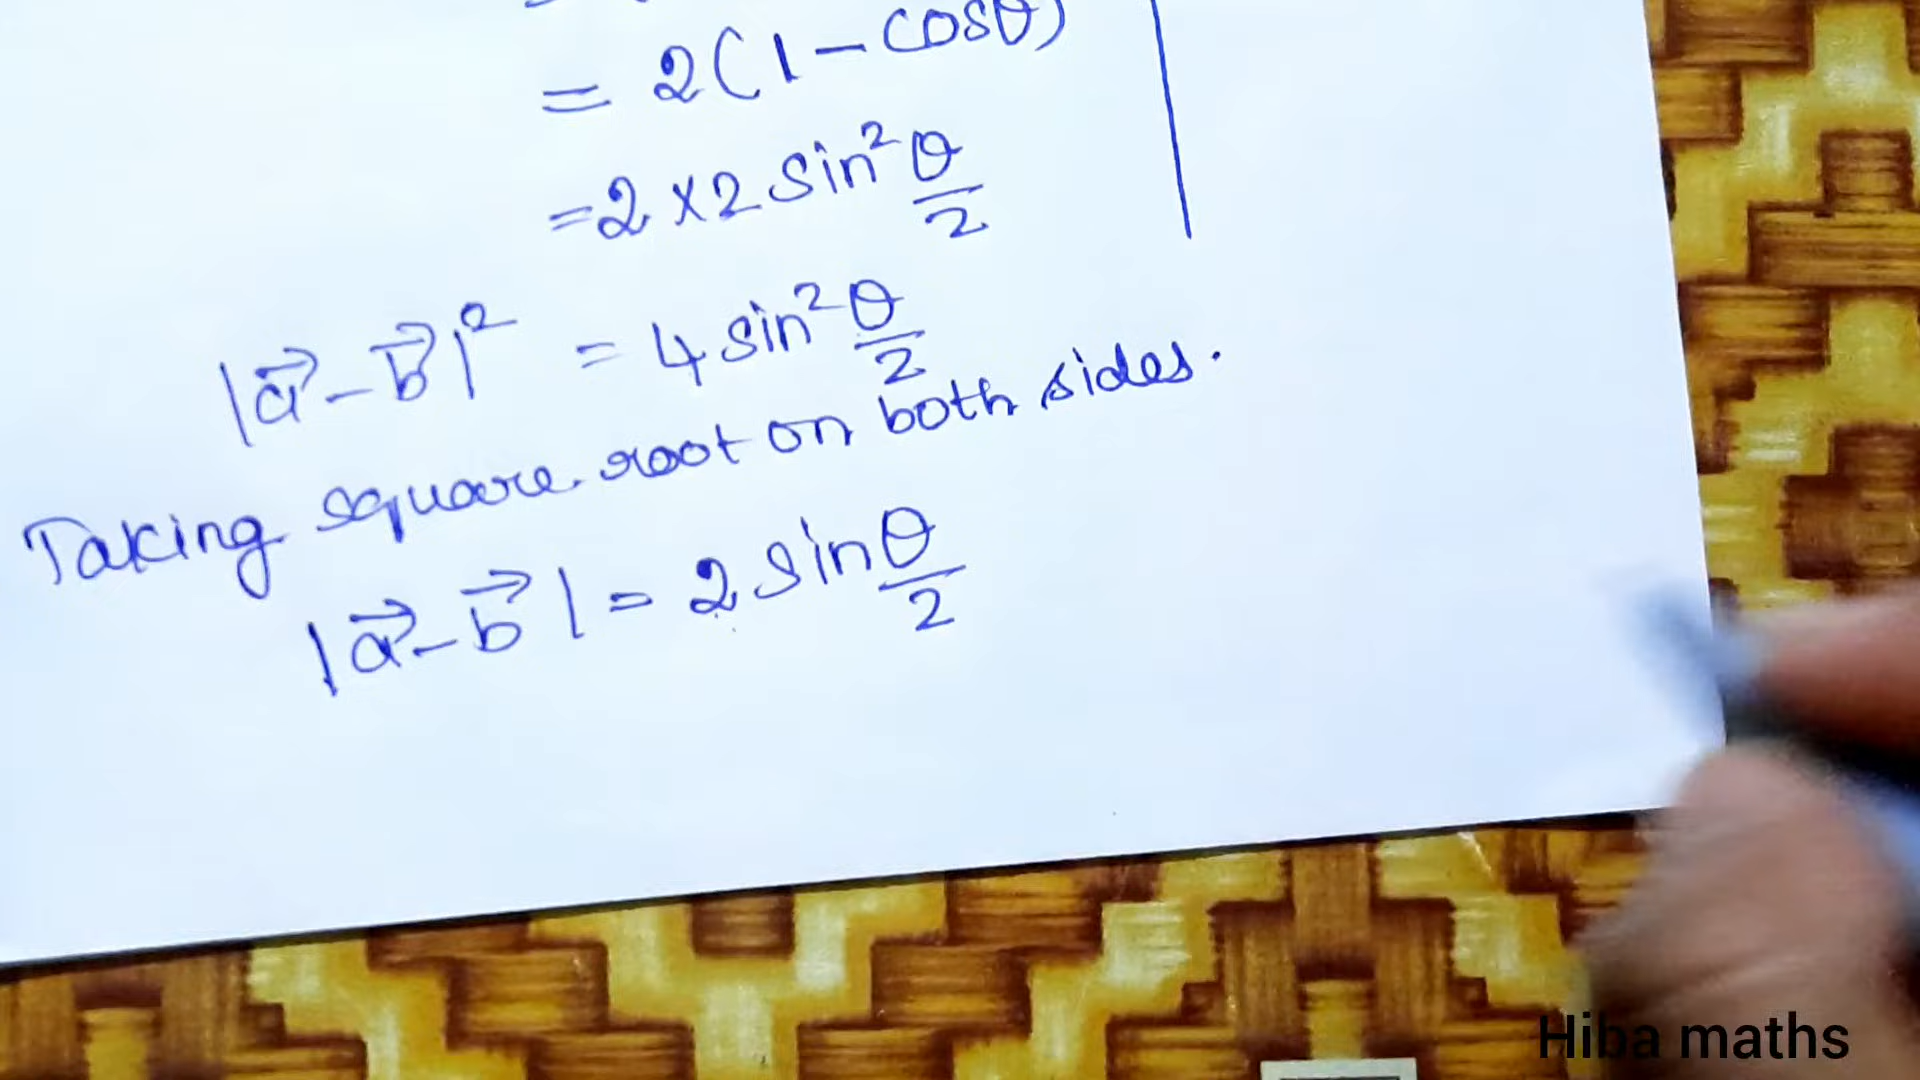 = 2(1 - cosθ)
= 2 × 2 sin² θ/2
|a⃗ - b⃗|² = 4 sin² θ/2
Taking square root on both sides.
|a⃗ - b⃗| = 2 sin θ/2
Hiba maths